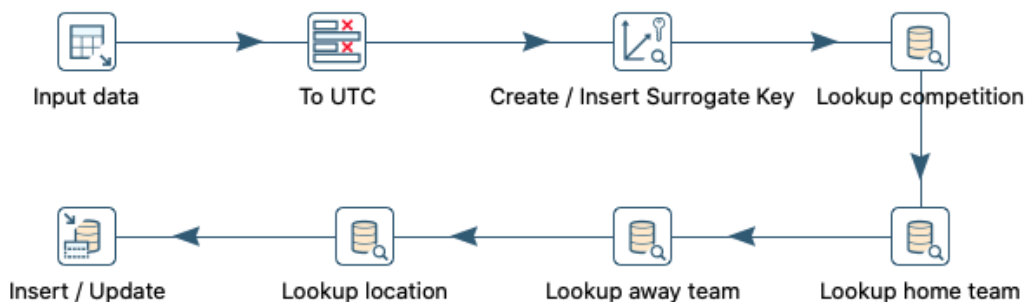 Input data
To UTC
Create / Insert Surrogate Key
Lookup competition
Insert / Update
Lookup location
Lookup away team
Lookup home team